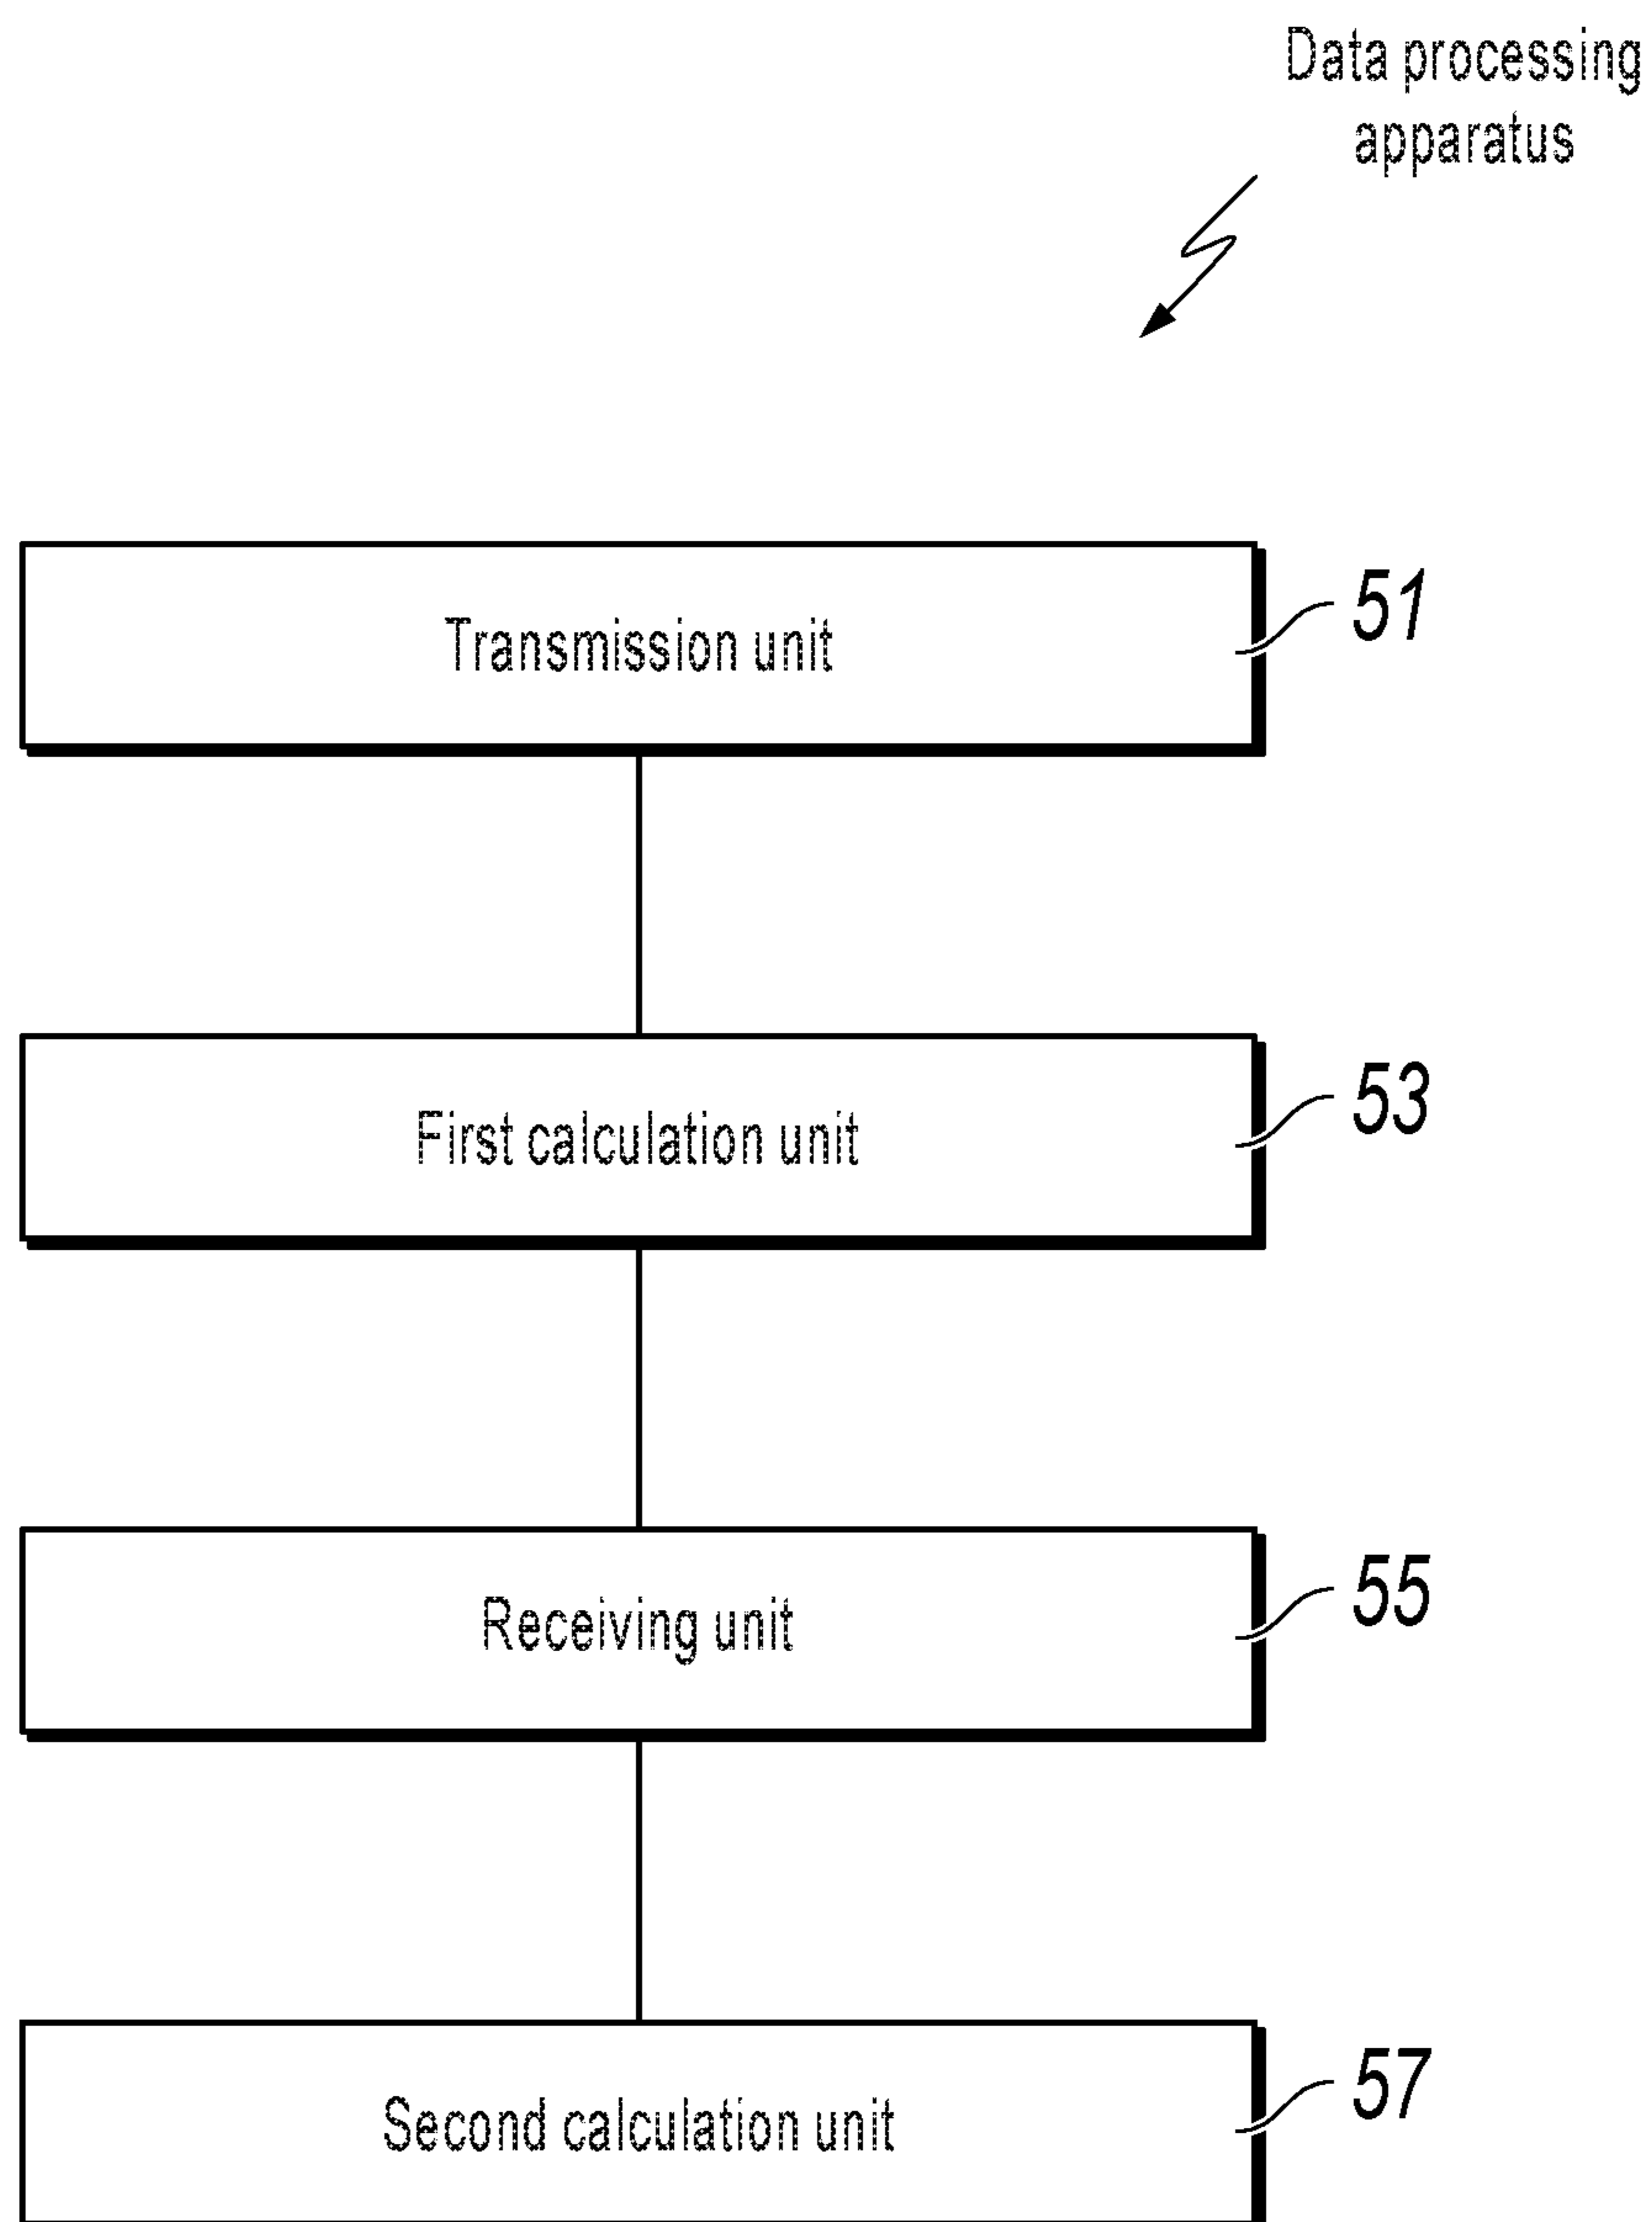 Data processing
apparatus
Transmission unit
51
First calculation unit
53
Receiving unit
55
Second calculation unit
57